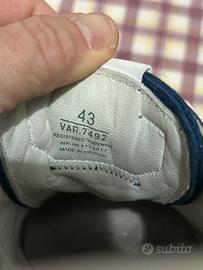 43
VAR.7492
REGISTERED TRADEMARK
MADE IN VIETNAM
subito